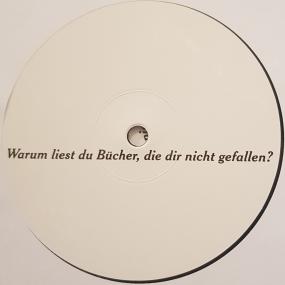 Warum liest du Bücher, die dir nicht gefallen?